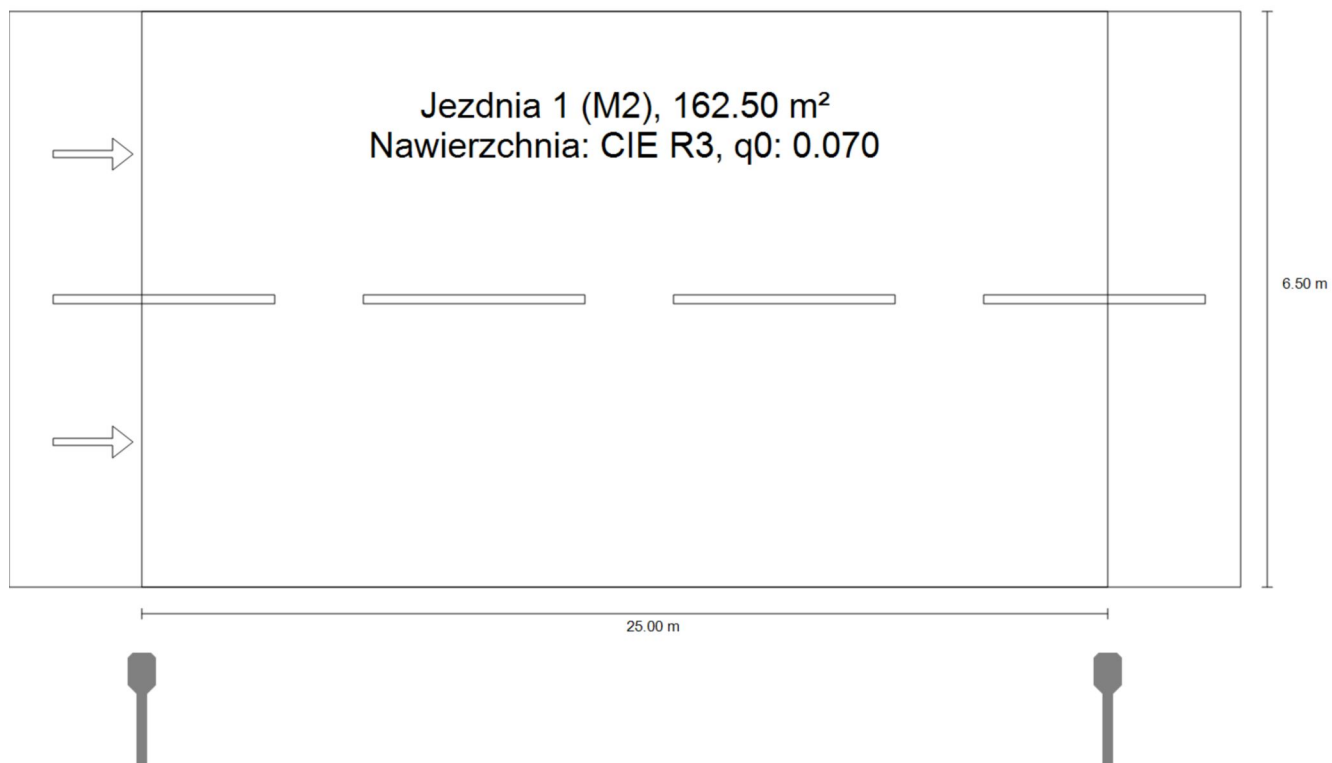 Jezdnia 1 (M2), 162.50 m²
Nawierzchnia: CIE R3, q0: 0.070
6.50 m
25.00 m